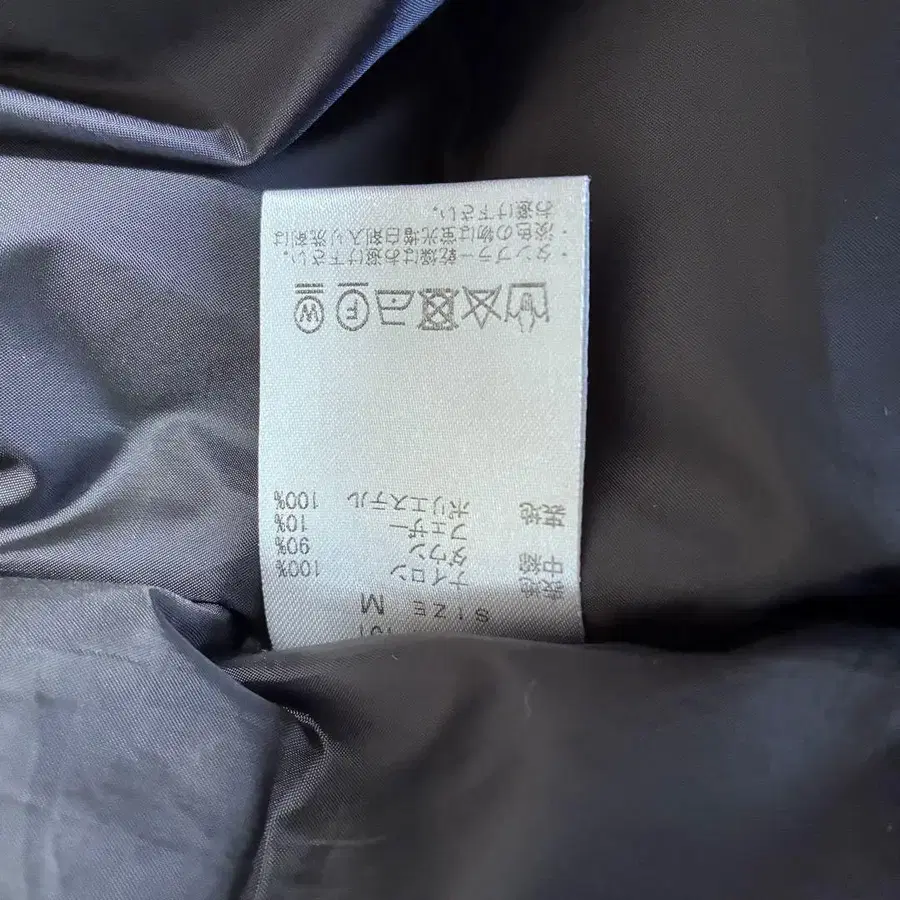 SIZE M
表地 ナイロン 100%
中綿 ダウン 90%
フェザー 10%
裏地 ポリエステル 100%
F W
・タンブラー乾燥はお避け下さい。
・淡色の物は蛍光増白剤入り洗剤は
お避け下さい。